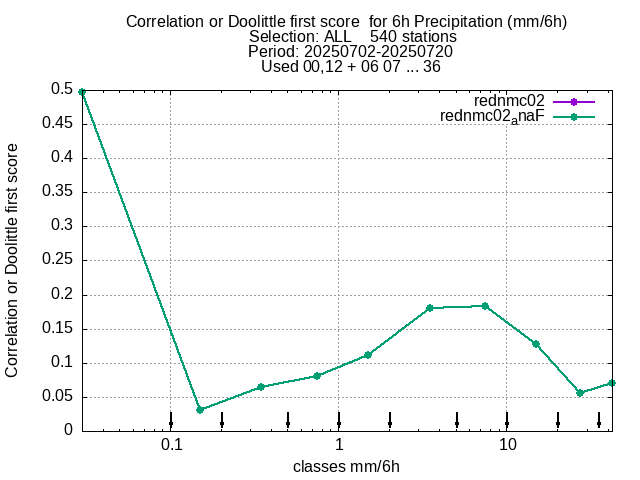 Correlation or Doolittle first score  for 6h Precipitation (mm/6h)
Selection: ALL    540 stations
Period: 20250702-20250720
Used 00,12 + 06 07 ... 36
rednmc02
rednmc02anaF
Correlation or Doolittle first score
0.5
0.45
0.4
0.35
0.3
0.25
0.2
0.15
0.1
0.05
0
0.1 1 10
classes mm/6h